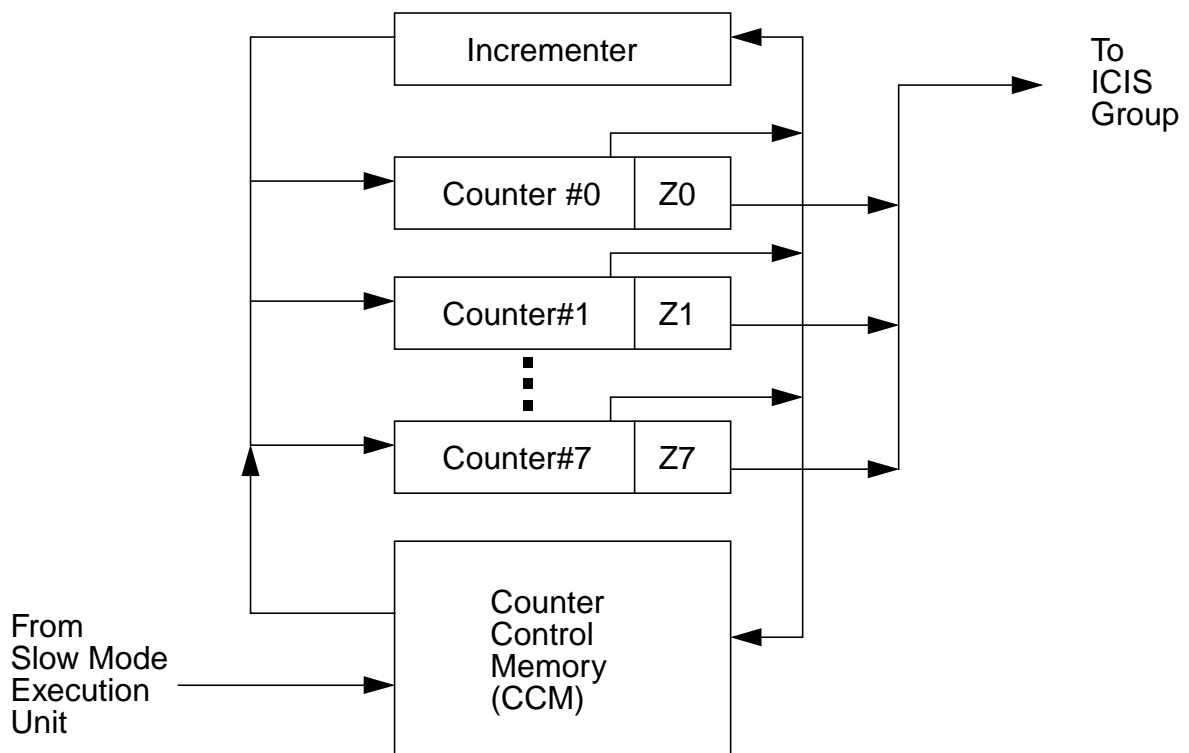 Incrementer
To
ICIS
Group
Counter #0
Z0
Counter#1
Z1
Counter#7
Z7
Counter
Control
Memory
(CCM)
From
Slow Mode
Execution
Unit